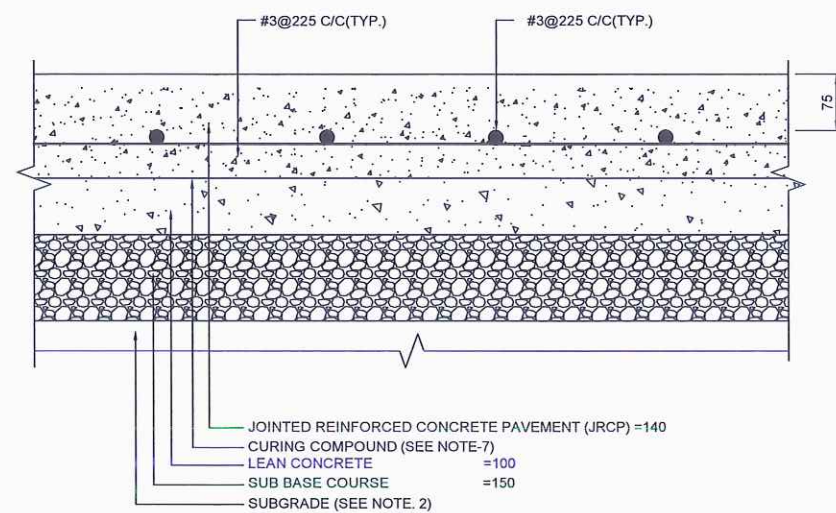 #3@225 C/C(TYP.)
#3@225 C/C(TYP.)
75
JOINTED REINFORCED CONCRETE PAVEMENT (JRCP) =140
CURING COMPOUND (SEE NOTE-7)
LEAN CONCRETE =100
SUB BASE COURSE =150
SUBGRADE (SEE NOTE. 2)